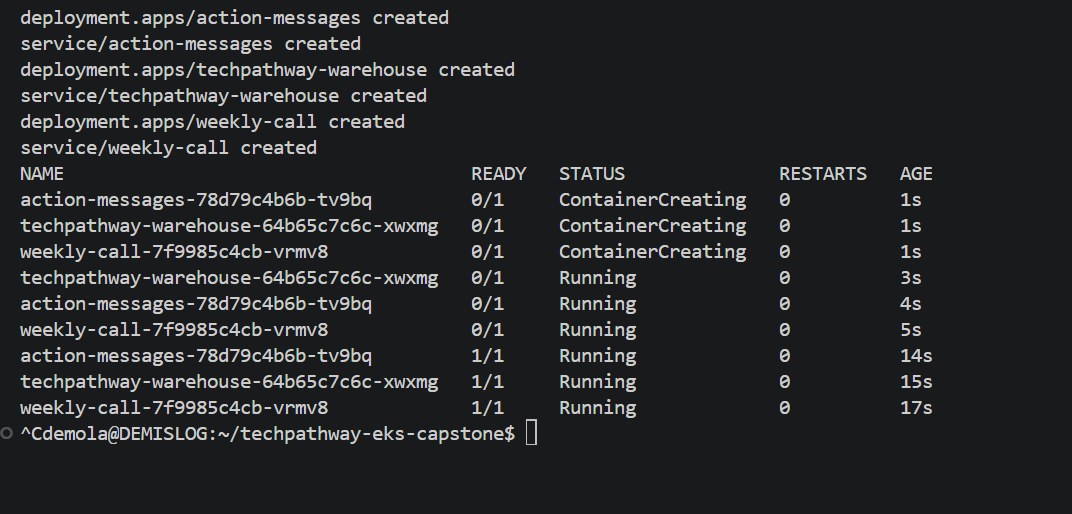 deployment.apps/action-messages created
service/action-messages created
deployment.apps/techpathway-warehouse created
service/techpathway-warehouse created
deployment.apps/weekly-call created
service/weekly-call created
NAME READY STATUS RESTARTS AGE
action-messages-78d79c4b6b-tv9bq 0/1 ContainerCreating 0 1s
techpathway-warehouse-64b65c7c6c-xwxmg 0/1 ContainerCreating 0 1s
weekly-call-7f9985c4cb-vrmv8 0/1 ContainerCreating 0 1s
techpathway-warehouse-64b65c7c6c-xwxmg 0/1 Running 0 3s
action-messages-78d79c4b6b-tv9bq 0/1 Running 0 4s
weekly-call-7f9985c4cb-vrmv8 0/1 Running 0 5s
action-messages-78d79c4b6b-tv9bq 1/1 Running 0 14s
techpathway-warehouse-64b65c7c6c-xwxmg 1/1 Running 0 15s
weekly-call-7f9985c4cb-vrmv8 1/1 Running 0 17s
^Cdemola@DEMISLOG:~/techpathway-eks-capstone$